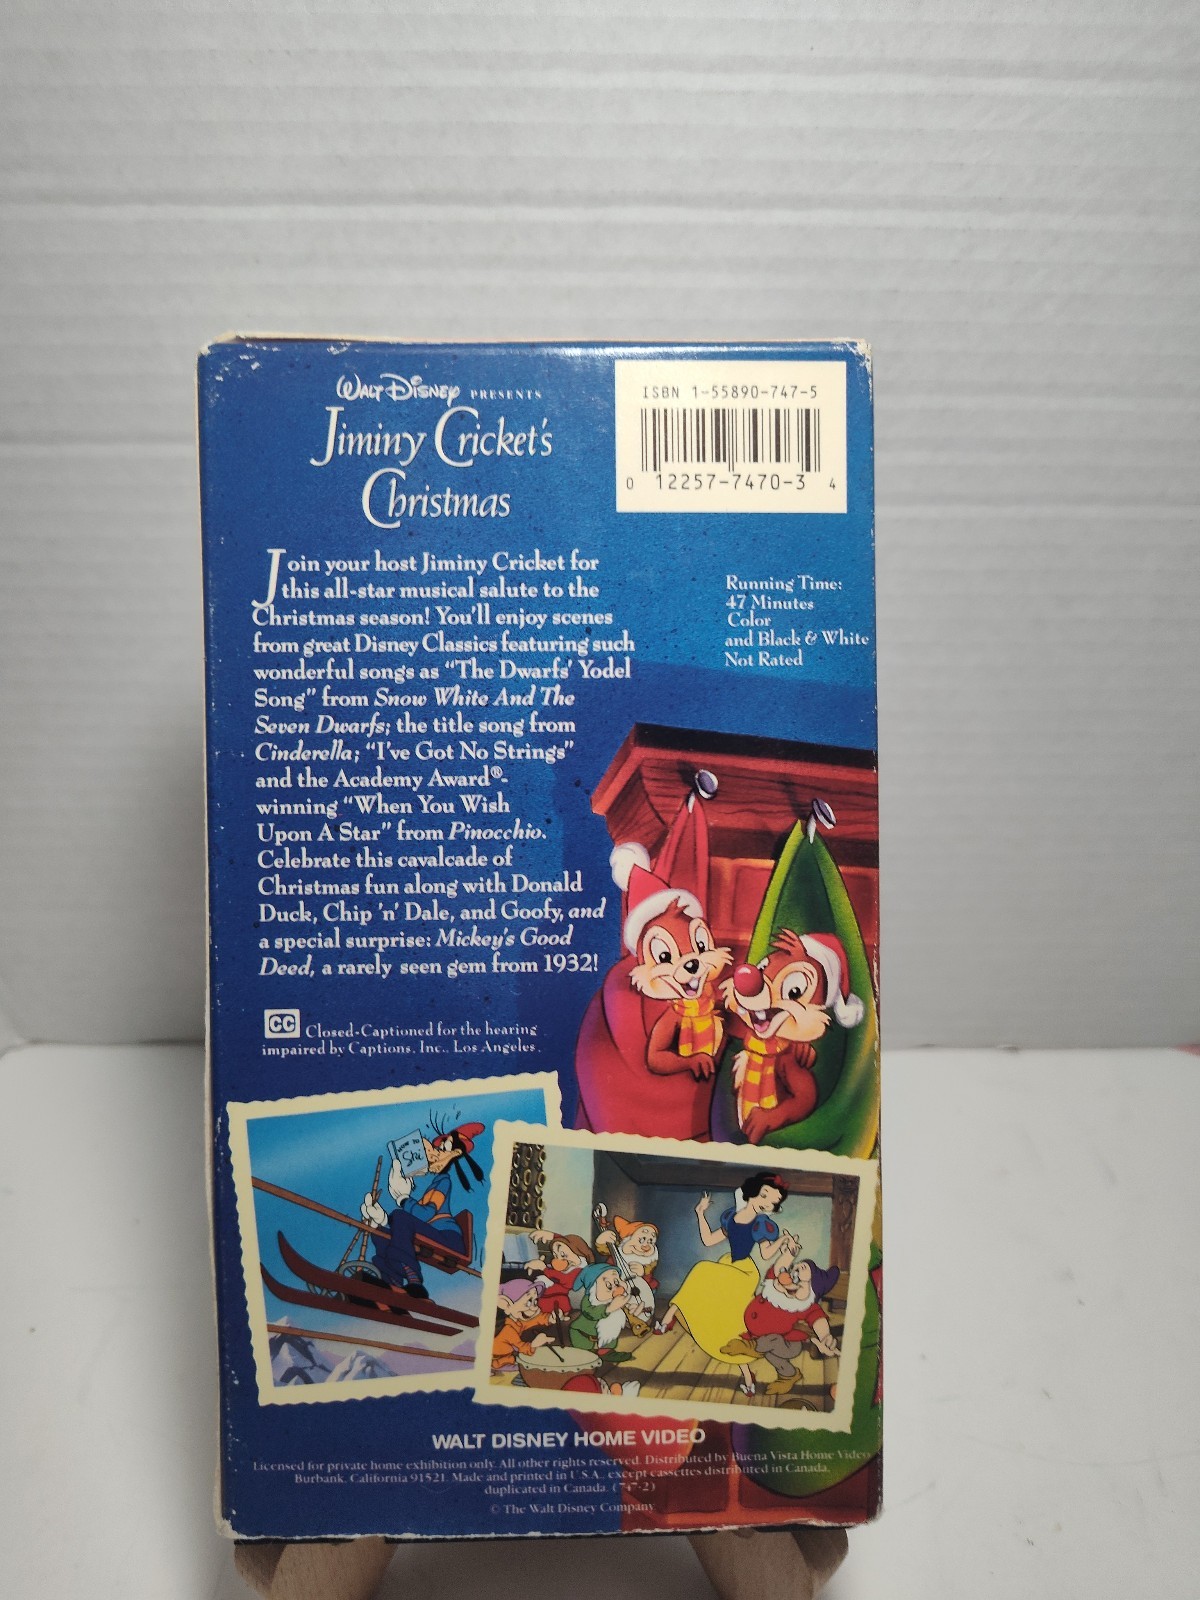 WALT DISNEY PRESENTS
Jiminy Cricket's
Christmas
ISBN 1-55890-747-5
0 12257-7470-3 4
Join your host Jiminy Cricket for
this all-star musical salute to the
Christmas season! You'll enjoy scenes
from great Disney Classics featuring such
wonderful songs as "The Dwarfs' Yodel
Song" from Snow White And The
Seven Dwarfs; the title song from
Cinderella; "I've Got No Strings"
and the Academy Award®-
winning "When You Wish
Upon A Star" from Pinocchio.
Celebrate this cavalcade of
Christmas fun along with Donald
Duck, Chip 'n' Dale, and Goofy, and
a special surprise: Mickey's Good
Deed, a rarely seen gem from 1932!
Running Time:
47 Minutes
Color
and Black & White
Not Rated
CC Closed-Captioned for the hearing
impaired by Captions, Inc., Los Angeles.
HOW TO
Ski
WALT DISNEY HOME VIDEO
Licensed for private home exhibition only. All other rights reserved. Distributed by Buena Vista Home Video
Burbank, California 91521. Made and printed in U.S.A. except cassettes distributed in Canada,
duplicated in Canada. (747-2)
© The Walt Disney Company